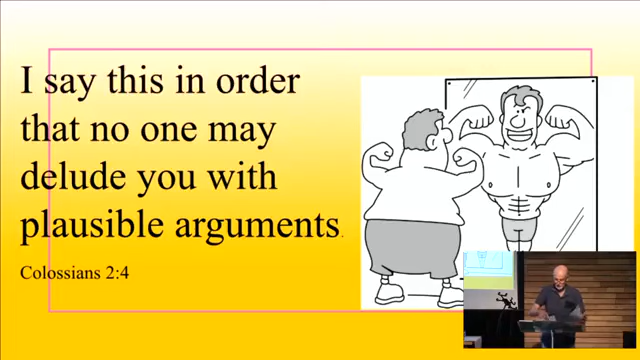 I say this in order
that no one may
delude you with
plausible arguments.
Colossians 2:4